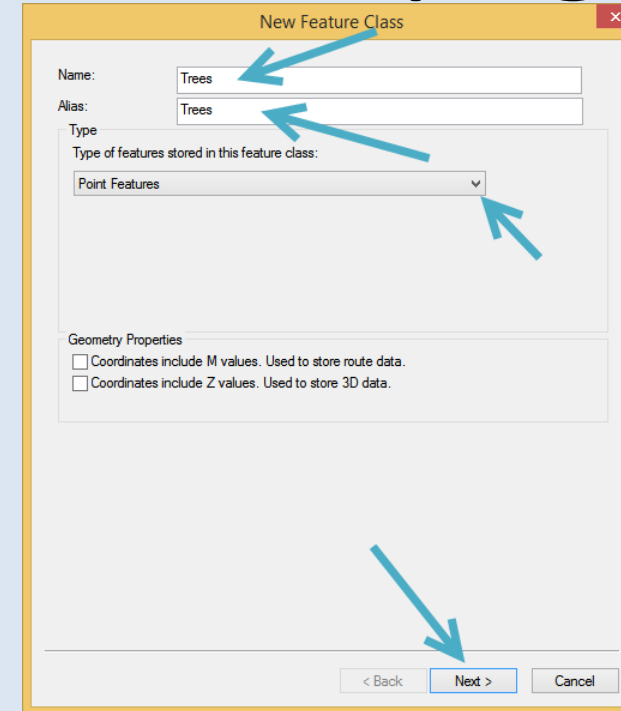 New Feature Class
Name:
Trees
Alias:
Trees
Type
Type of features stored in this feature class:
Point Features
Geometry Properties
Coordinates include M values. Used to store route data.
Coordinates include Z values. Used to store 3D data.
< Back
Next >
Cancel